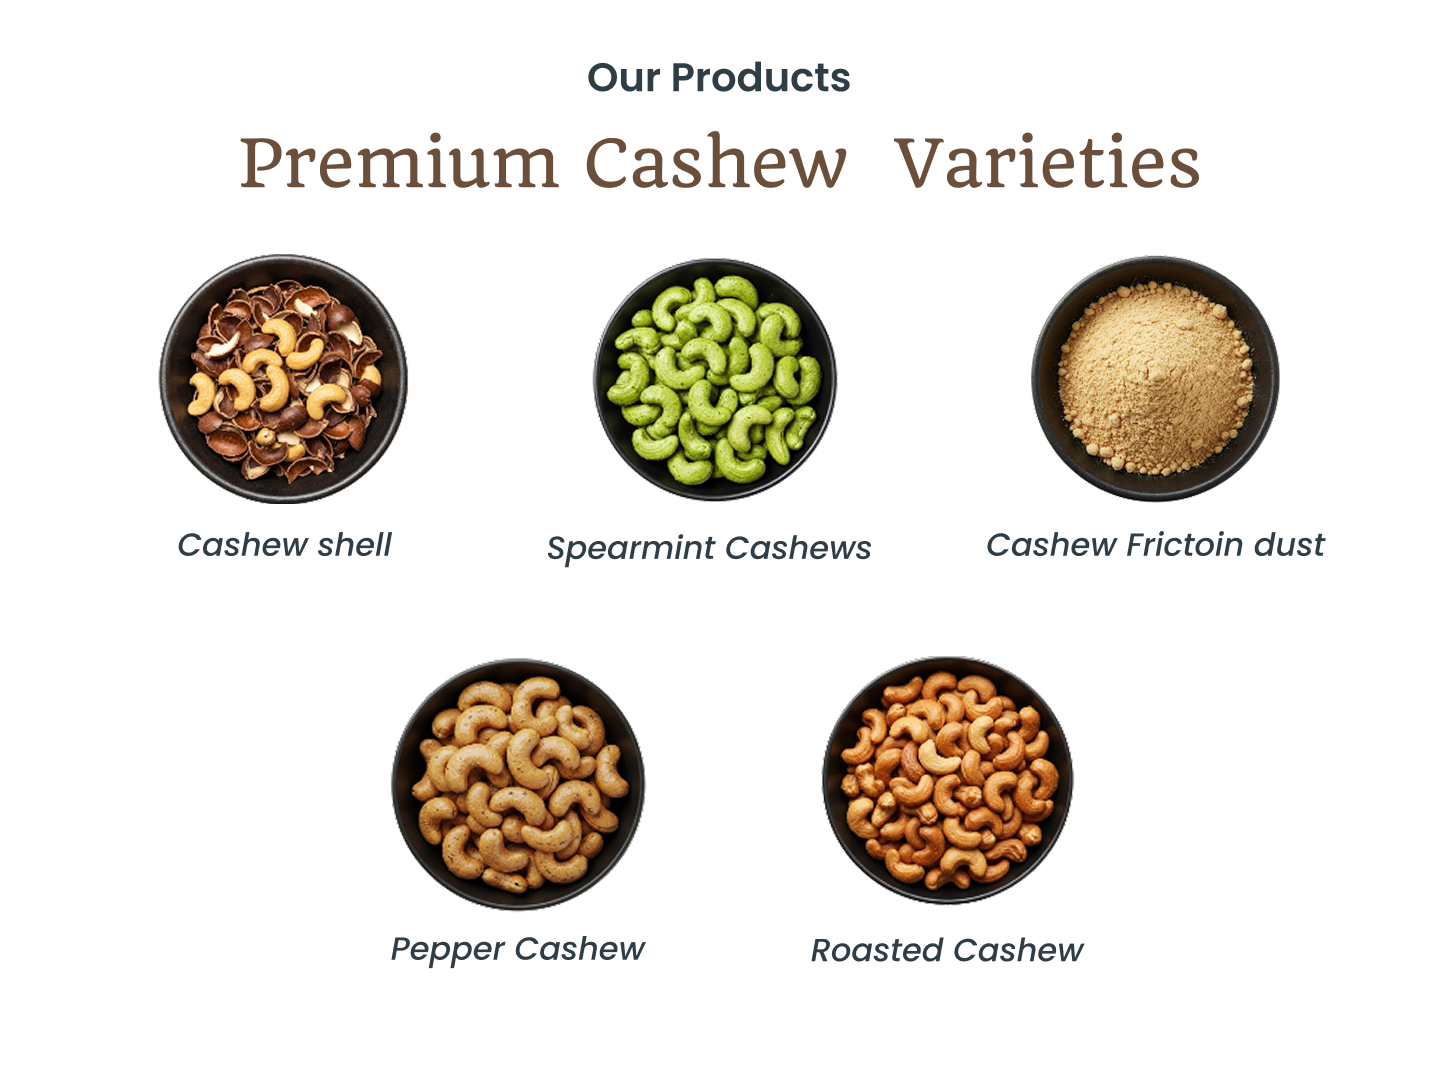 Our Products
Premium Cashew  Varieties
Cashew shell
Spearmint Cashews
Cashew Frictoin dust
Pepper Cashew
Roasted Cashew